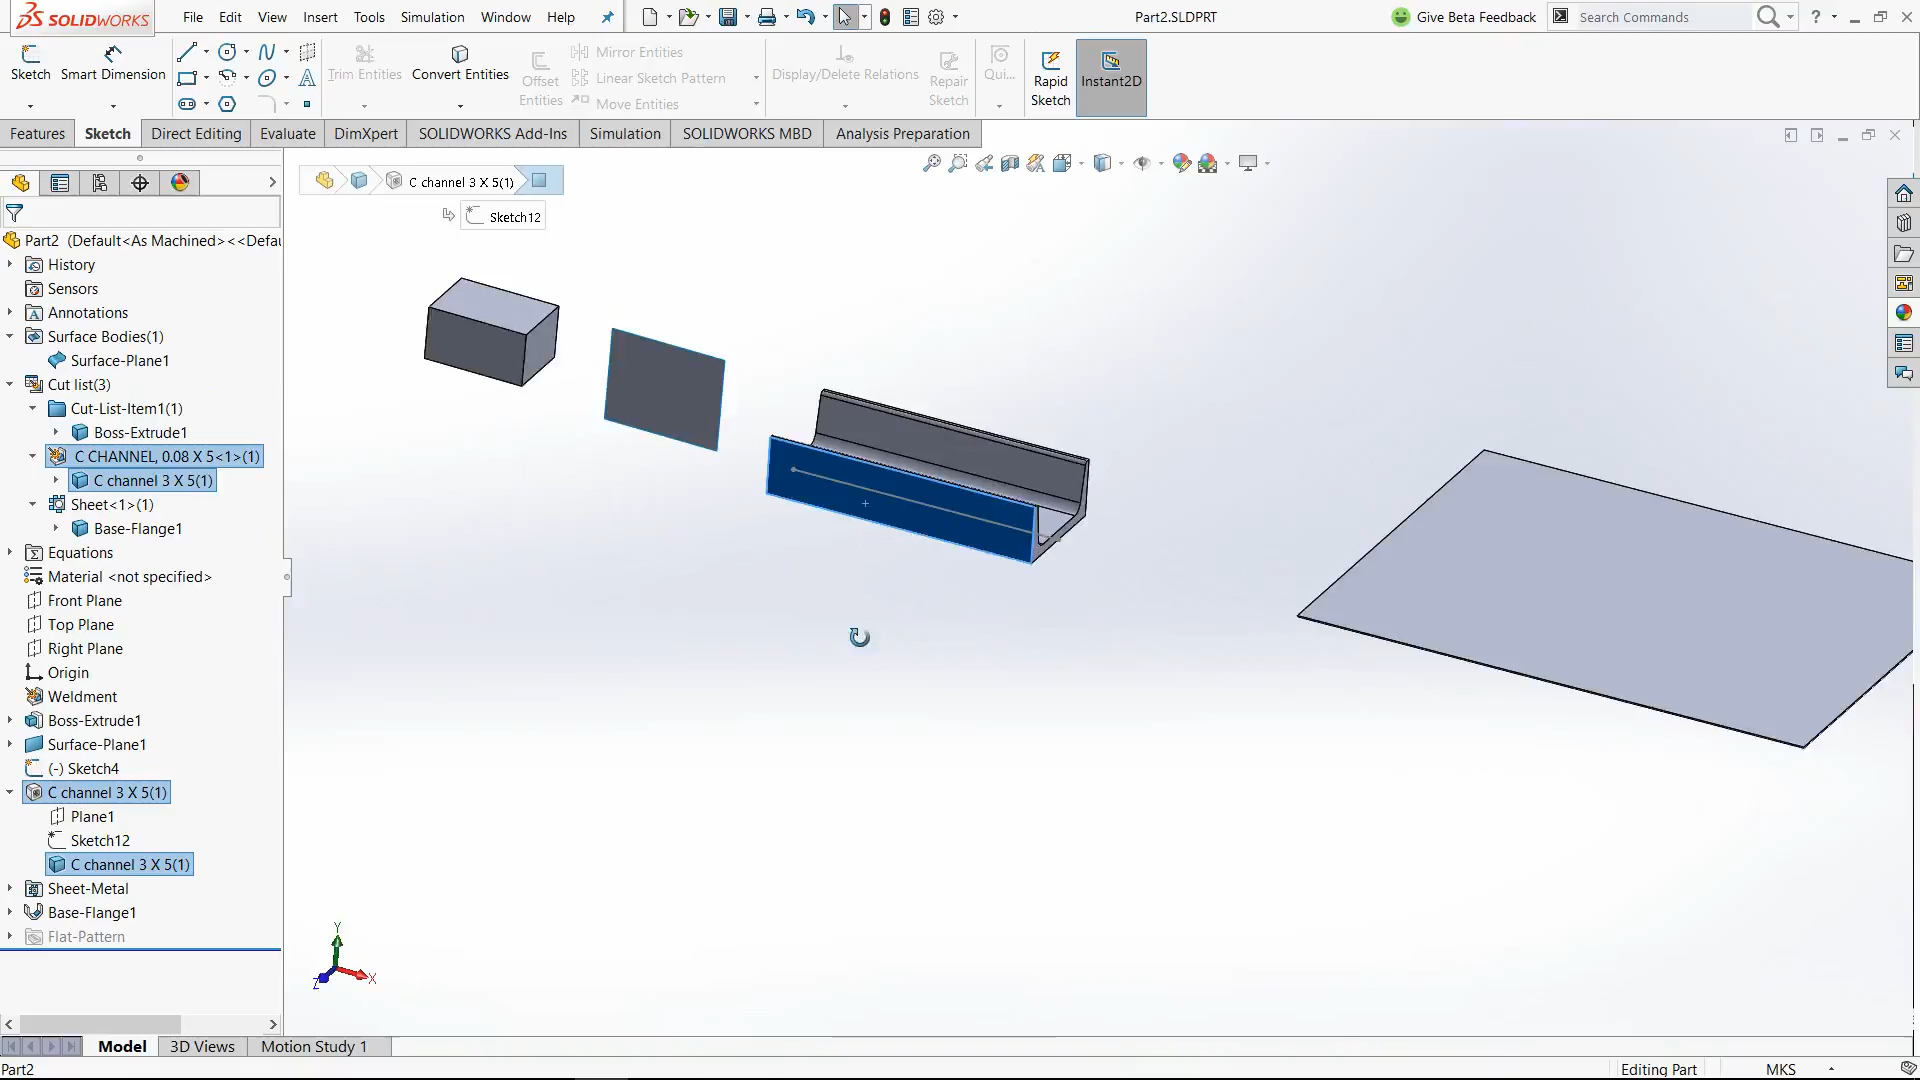 SOLIDWORKS File Edit View Insert Tools Simulation Window Help Part2.SLDPRT Give Beta Feedback Search Commands ?
Sketch Smart Dimension Trim Entities Convert Entities Offset Entities Mirror Entities Linear Sketch Pattern Move Entities Display/Delete Relations Repair Sketch Qui... Rapid Sketch Instant2D
Features Sketch Direct Editing Evaluate DimXpert SOLIDWORKS Add-Ins Simulation SOLIDWORKS MBD Analysis Preparation
C channel 3 X 5(1)
Sketch12
Part2 (Default<As Machined><<Defau
History
Sensors
Annotations
Surface Bodies(1)
Surface-Plane1
Cut list(3)
Cut-List-Item1(1)
Boss-Extrude1
C CHANNEL, 0.08 X 5<1>(1)
C channel 3 X 5(1)
Sheet<1>(1)
Base-Flange1
Equations
Material <not specified>
Front Plane
Top Plane
Right Plane
Origin
Weldment
Boss-Extrude1
Surface-Plane1
(-) Sketch4
C channel 3 X 5(1)
Plane1
Sketch12
C channel 3 X 5(1)
Sheet-Metal
Base-Flange1
Flat-Pattern
Y
X
Z
Model 3D Views Motion Study 1
Part2 Editing Part MKS